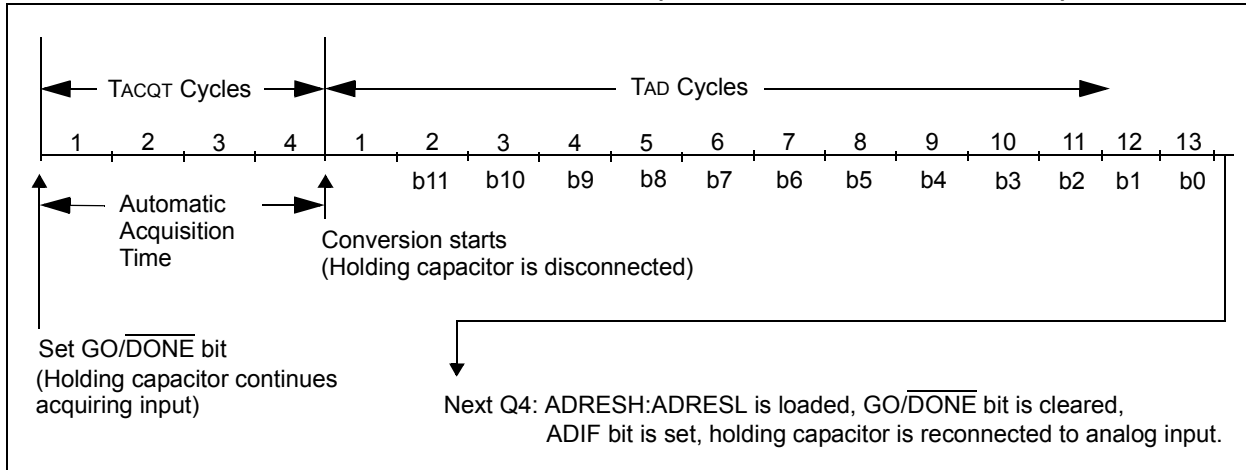 TACQT Cycles TAD Cycles
1 2 3 4 1 2 3 4 5 6 7 8 9 10 11 12 13
b11 b10 b9 b8 b7 b6 b5 b4 b3 b2 b1 b0
Automatic
Acquisition
Time
Conversion starts
(Holding capacitor is disconnected)
Set GO/DONE bit
(Holding capacitor continues
acquiring input)
Next Q4: ADRESH:ADRESL is loaded, GO/DONE bit is cleared,
ADIF bit is set, holding capacitor is reconnected to analog input.